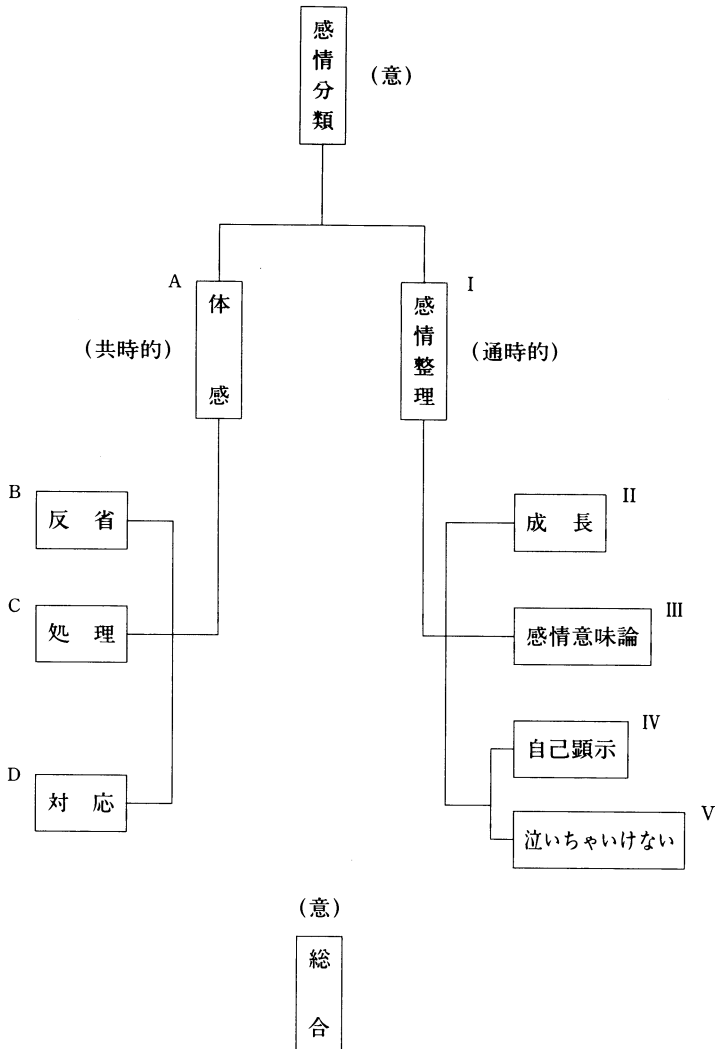 感情分類
(意)
A
体感
(共時的)
I
感情整理
(通時的)
B
反省
C
処理
D
対応
II
成長
III
感情意味論
IV
自己顕示
V
泣いちゃいけない
(意)
総合